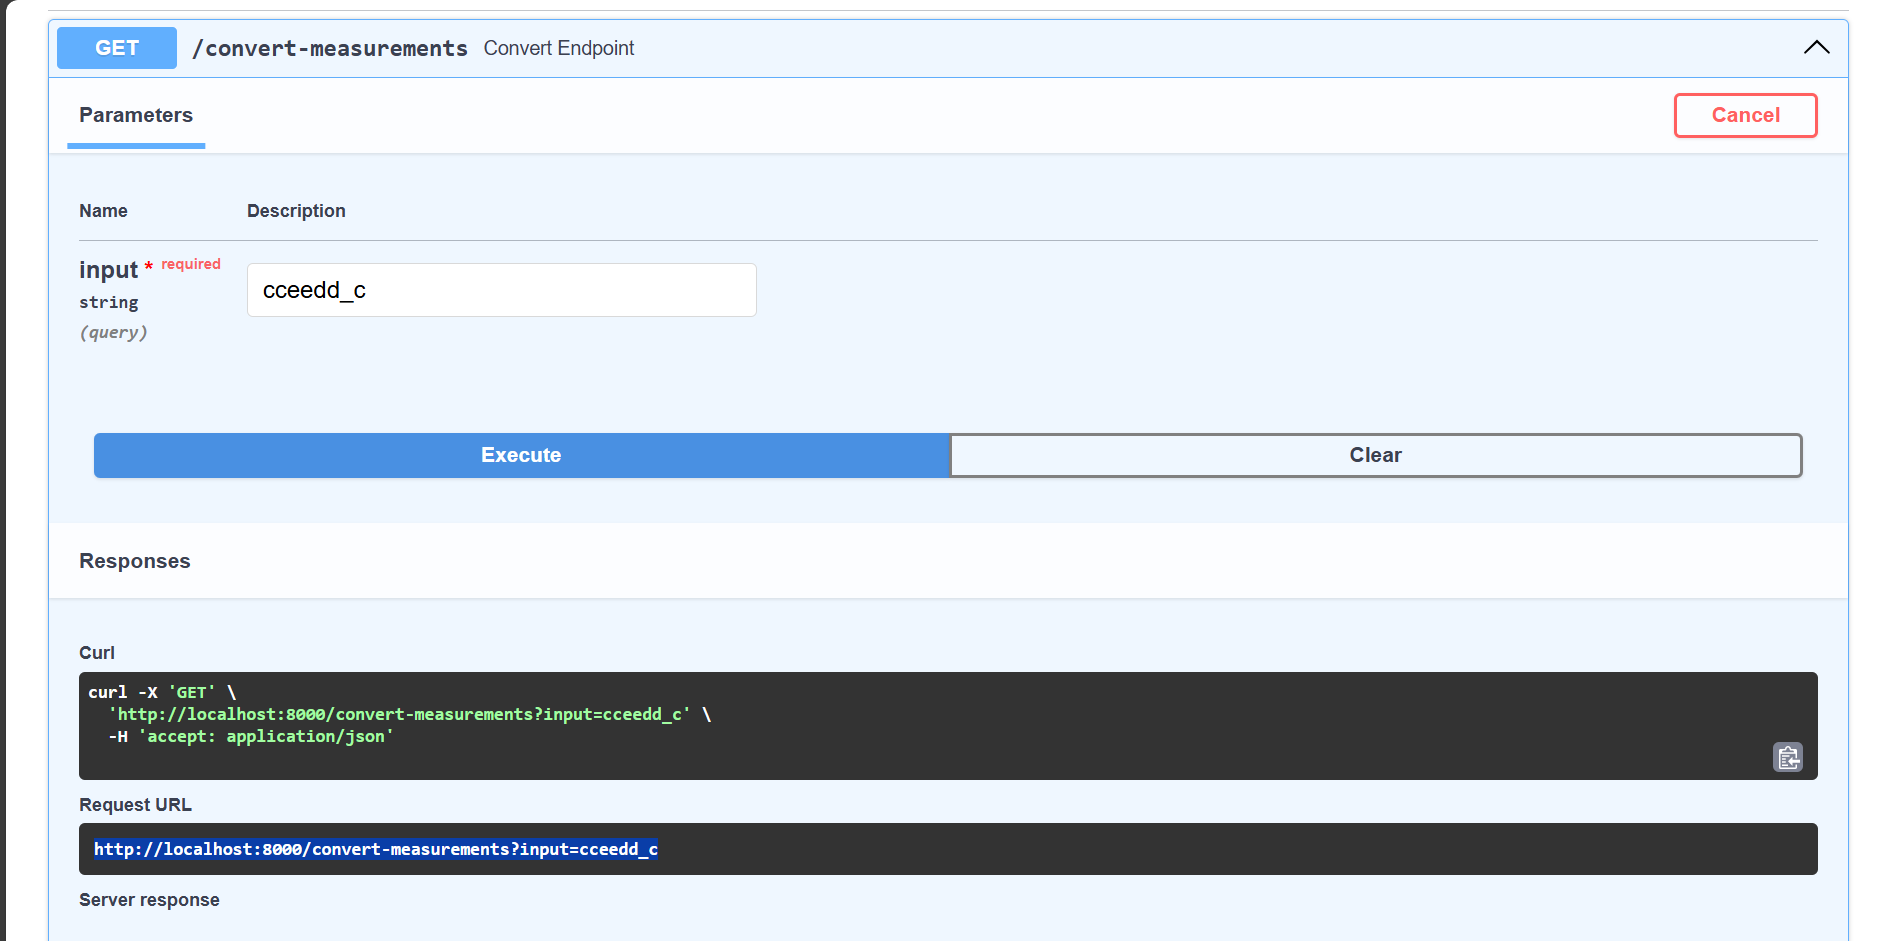 GET /convert-measurements Convert Endpoint
Parameters
Cancel
Name Description
input * required
string
(query)
cceedd_c
Execute
Clear
Responses
Curl
curl -X 'GET' \
  'http://localhost:8000/convert-measurements?input=cceedd_c' \
  -H 'accept: application/json'
Request URL
http://localhost:8000/convert-measurements?input=cceedd_c
Server response